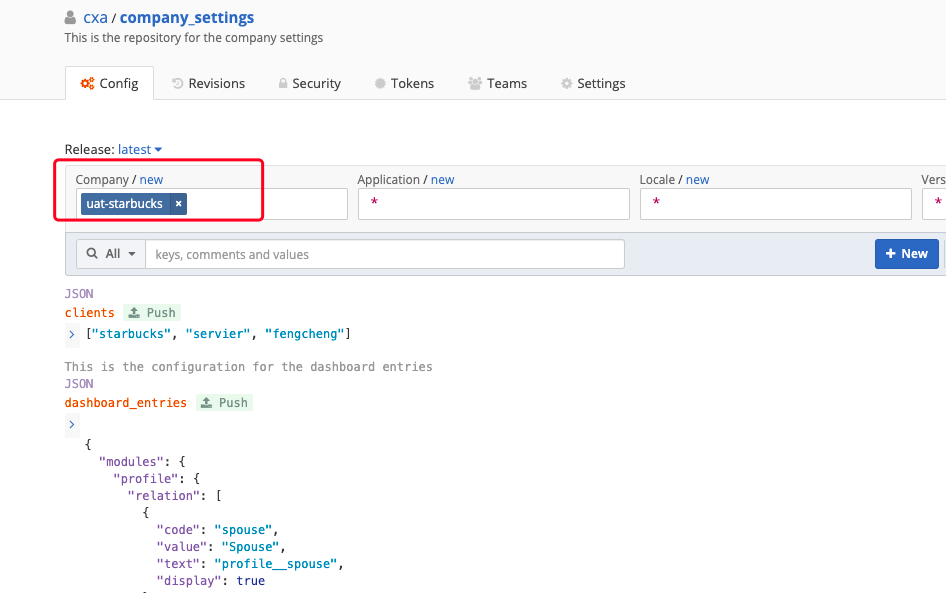 cxa / company_settings
This is the repository for the company settings
Config Revisions Security Tokens Teams Settings
Release: latest
Company / new Application / new Locale / new Vers
uat-starbucks × * * *
All keys, comments and values + New
JSON
clients Push
> ["starbucks", "servier", "fengcheng"]
This is the configuration for the dashboard entries
JSON
dashboard_entries Push
>
{
"modules": {
"profile": {
"relation": [
{
"code": "spouse",
"value": "Spouse",
"text": "profile__spouse",
"display": true